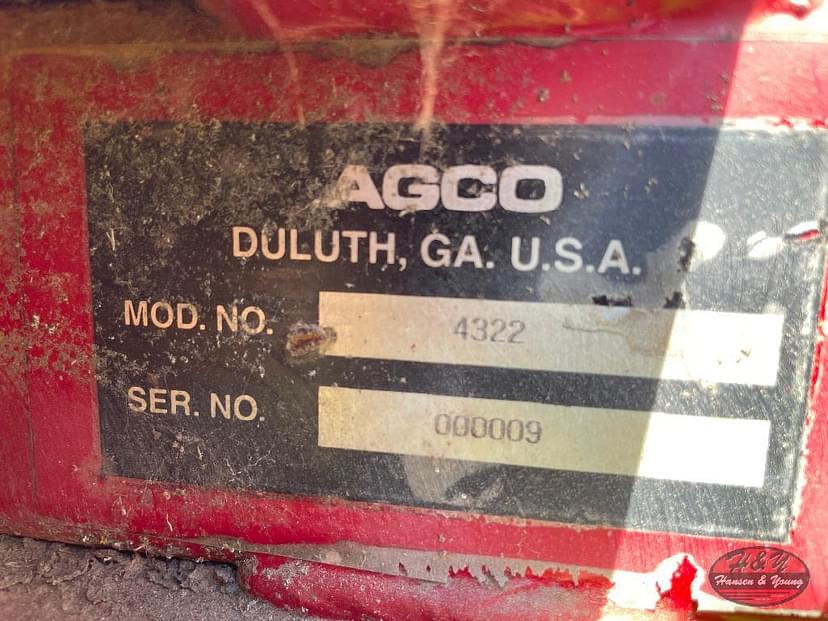 AGCO
DULUTH, GA. U.S.A.
MOD. NO. 4322
SER. NO. 000009
H&Y
Hansen & Young